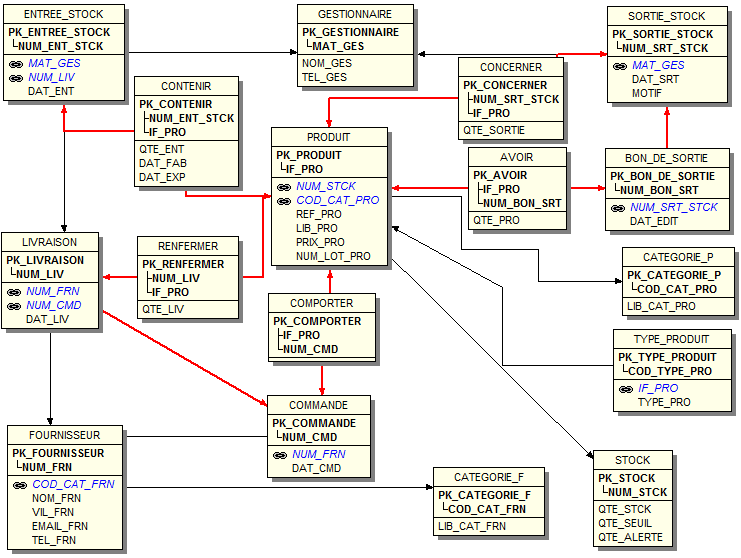 ENTREE_STOCK
PK_ENTREE_STOCK
NUM_ENT_STCK
MAT_GES
NUM_LIV
DAT_ENT
GESTIONNAIRE
PK_GESTIONNAIRE
MAT_GES
NOM_GES
TEL_GES
SORTIE_STOCK
PK_SORTIE_STOCK
NUM_SRT_STCK
MAT_GES
DAT_SRT
MOTIF
CONTENIR
PK_CONTENIR
NUM_ENT_STCK
IF_PRO
QTE_ENT
DAT_FAB
DAT_EXP
CONCERNER
PK_CONCERNER
NUM_SRT_STCK
IF_PRO
QTE_SORTIE
PRODUIT
PK_PRODUIT
IF_PRO
NUM_STCK
COD_CAT_PRO
REF_PRO
LIB_PRO
PRIX_PRO
NUM_LOT_PRO
AVOIR
PK_AVOIR
IF_PRO
NUM_BON_SRT
QTE_PRO
BON_DE_SORTIE
PK_BON_DE_SORTIE
NUM_BON_SRT
NUM_SRT_STCK
DAT_EDIT
LIVRAISON
PK_LIVRAISON
NUM_LIV
NUM_FRN
NUM_CMD
DAT_LIV
RENFERMER
PK_RENFERMER
NUM_LIV
IF_PRO
QTE_LIV
CATEGORIE_P
PK_CATEGORIE_P
COD_CAT_PRO
LIB_CAT_PRO
COMPORTER
PK_COMPORTER
IF_PRO
NUM_CMD
TYPE_PRODUIT
PK_TYPE_PRODUIT
COD_TYPE_PRO
IF_PRO
TYPE_PRO
COMMANDE
PK_COMMANDE
NUM_CMD
NUM_FRN
DAT_CMD
FOURNISSEUR
PK_FOURNISSEUR
NUM_FRN
COD_CAT_FRN
NOM_FRN
VIL_FRN
EMAIL_FRN
TEL_FRN
CATEGORIE_F
PK_CATEGORIE_F
COD_CAT_FRN
LIB_CAT_FRN
STOCK
PK_STOCK
NUM_STCK
QTE_STCK
QTE_SEUIL
QTE_ALERTE